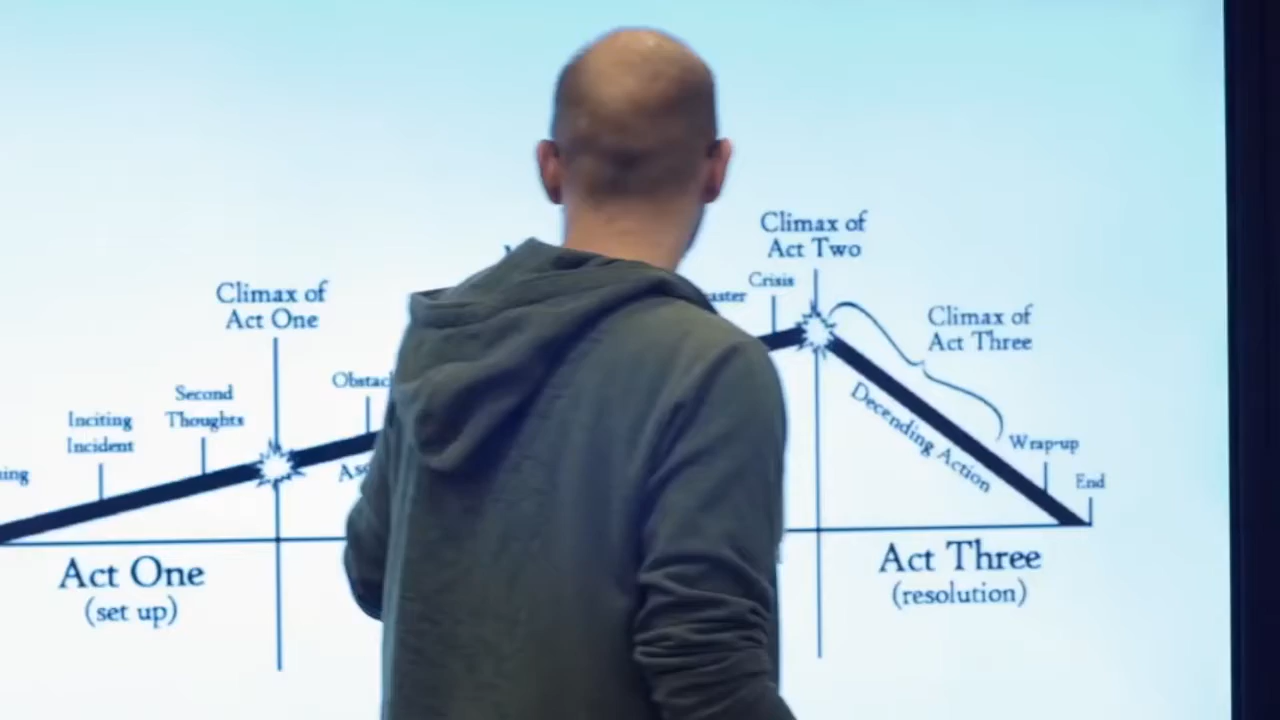 Climax of
Act One
Second
Thoughts
Inciting
Incident
Act One
(set up)
Climax of
Act Two
Crisis
Climax of
Act Three
Decending Action
Wrap-up
End
Act Three
(resolution)